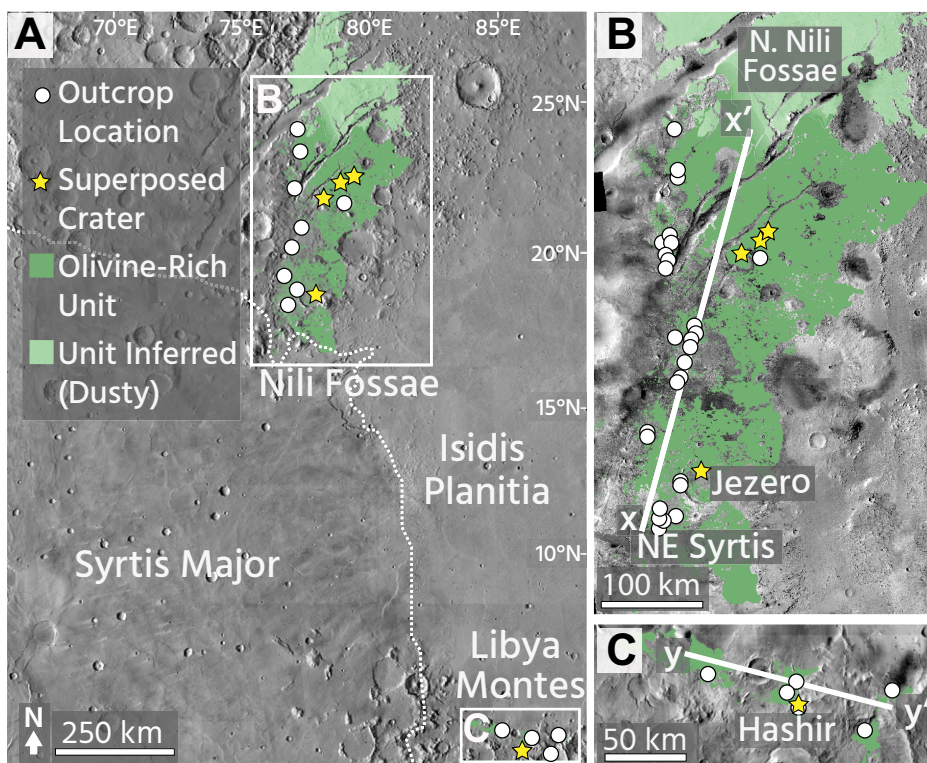 A
70°E
80°E
85°E
Outcrop
Location
Superposed
Crater
Olivine-Rich
Unit
Unit Inferred
(Dusty)
B
25°N
20°N
15°N
10°N
Nili Fossae
Isidis
Planitia
Syrtis Major
Libya
Montes
C
N
250 km
B
N. Nili
Fossae
x′
x
Jezero
NE Syrtis
100 km
C
y
y′
Hashir
50 km